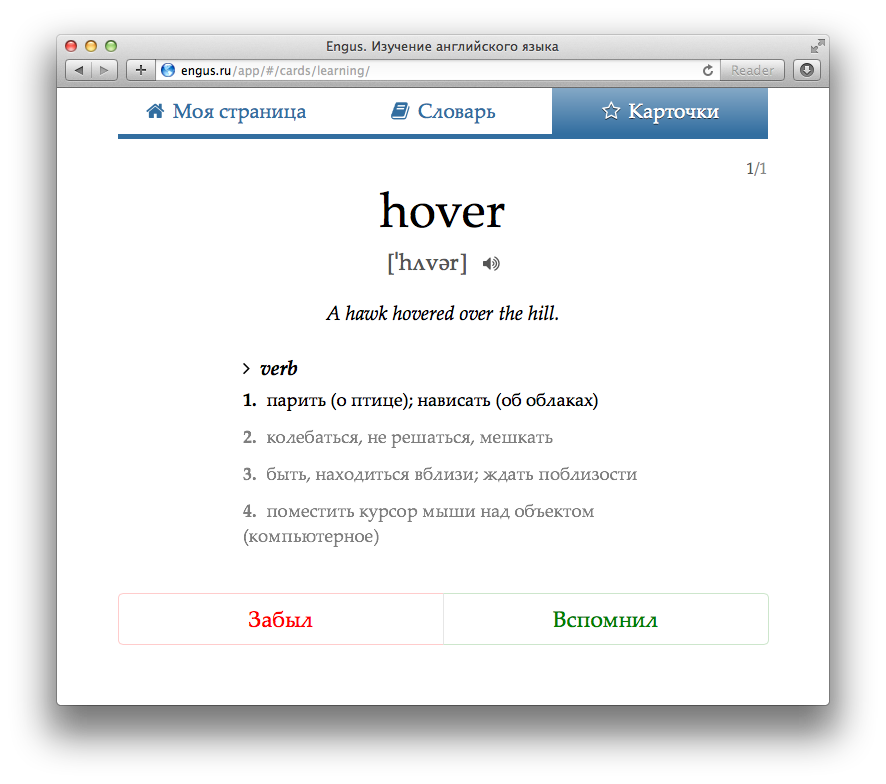 Engus. Изучение английского языка
engus.ru/app/#/cards/learning/
Reader
Моя страница
Словарь
Карточки
1/1
hover
[ˈhʌvər]
A hawk hovered over the hill.
verb
1. парить (о птице); нависать (об облаках)
2. колебаться, не решаться, мешкать
3. быть, находиться вблизи; ждать поблизости
4. поместить курсор мыши над объектом
(компьютерное)
Забыл
Вспомнил